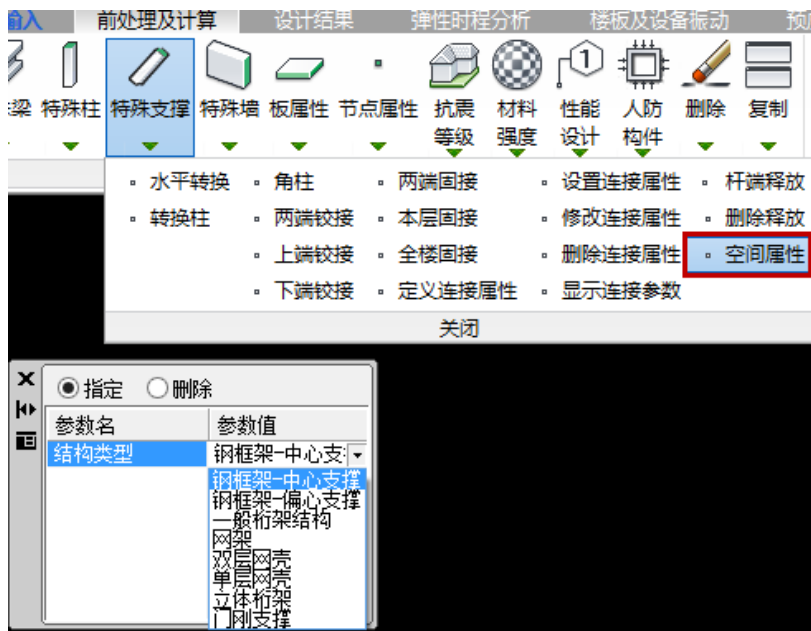 输入 前处理及计算 设计结果 弹性时程分析 楼板及设备振动
梁 特殊柱 特殊支撑 特殊墙 板属性 节点属性 抗震等级 材料强度 性能设计 人防构件 删除 复制
水平转换 角柱 两端固接 设置连接属性 杆端释放
转换柱 两端铰接 本层固接 修改连接属性 删除释放
上端铰接 全楼固接 删除连接属性 空间属性
下端铰接 定义连接属性 显示连接参数
关闭
指定 删除
参数名 参数值
结构类型 钢框架-中心支
钢框架-中心支撑
钢框架-偏心支撑
一般桁架结构
网架
双层网壳
单层网壳
立体桁架
门刚支撑